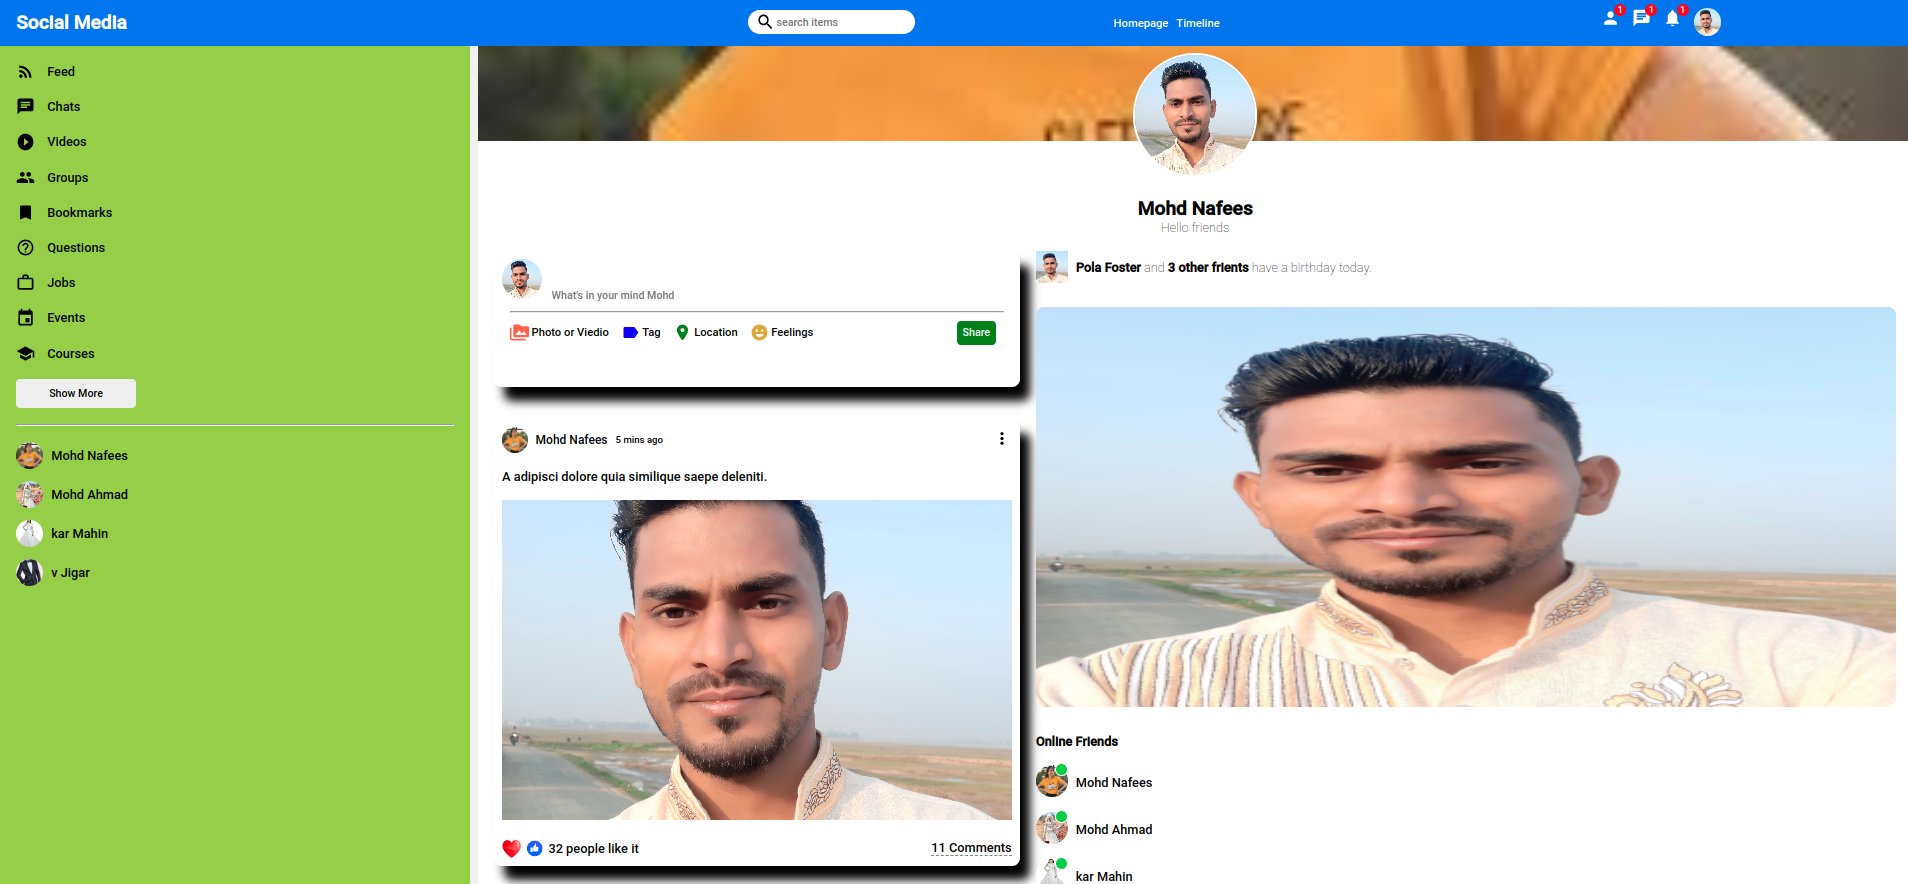 Social Media
search items
Homepage Timeline
1 1 1
Feed
Chats
Videos
Groups
Bookmarks
Questions
Jobs
Events
Courses
Show More
Mohd Nafees
Mohd Ahmad
kar Mahin
v Jigar
Mohd Nafees
Hello friends
What's in your mind Mohd
Photo or Viedio Tag Location Feelings Share
Mohd Nafees 5 mins ago
A adipisci dolore quia similique saepe deleniti.
32 people like it 11 Comments
Pola Foster and 3 other frients have a birthday today.
Online Friends
Mohd Nafees
Mohd Ahmad
kar Mahin